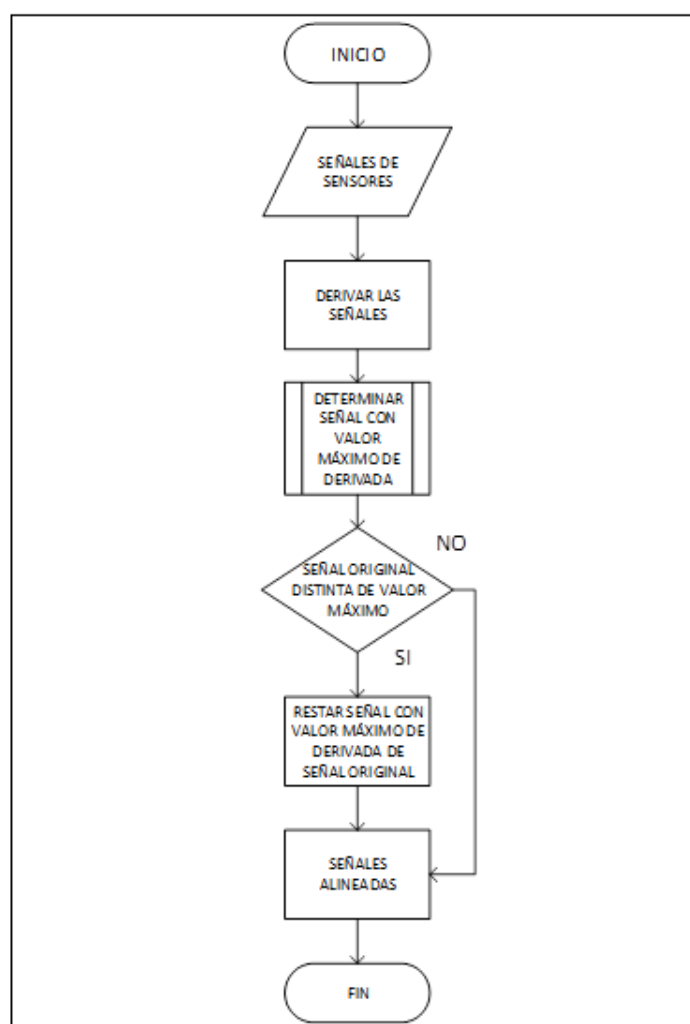 INICIO
SEÑALES DE
SENSORES
DERIVAR LAS
SEÑALES
DETERMINAR
SEÑAL CON
VALOR
MÁXIMO DE
DERIVADA
NO
SEÑAL ORIGINAL
DISTINTA DE VALOR
MÁXIMO
SI
RESTAR SEÑAL CON
VALOR MÁXIMO DE
DERIVADA DE
SEÑAL ORIGINAL
SEÑALES
ALINEADAS
FIN